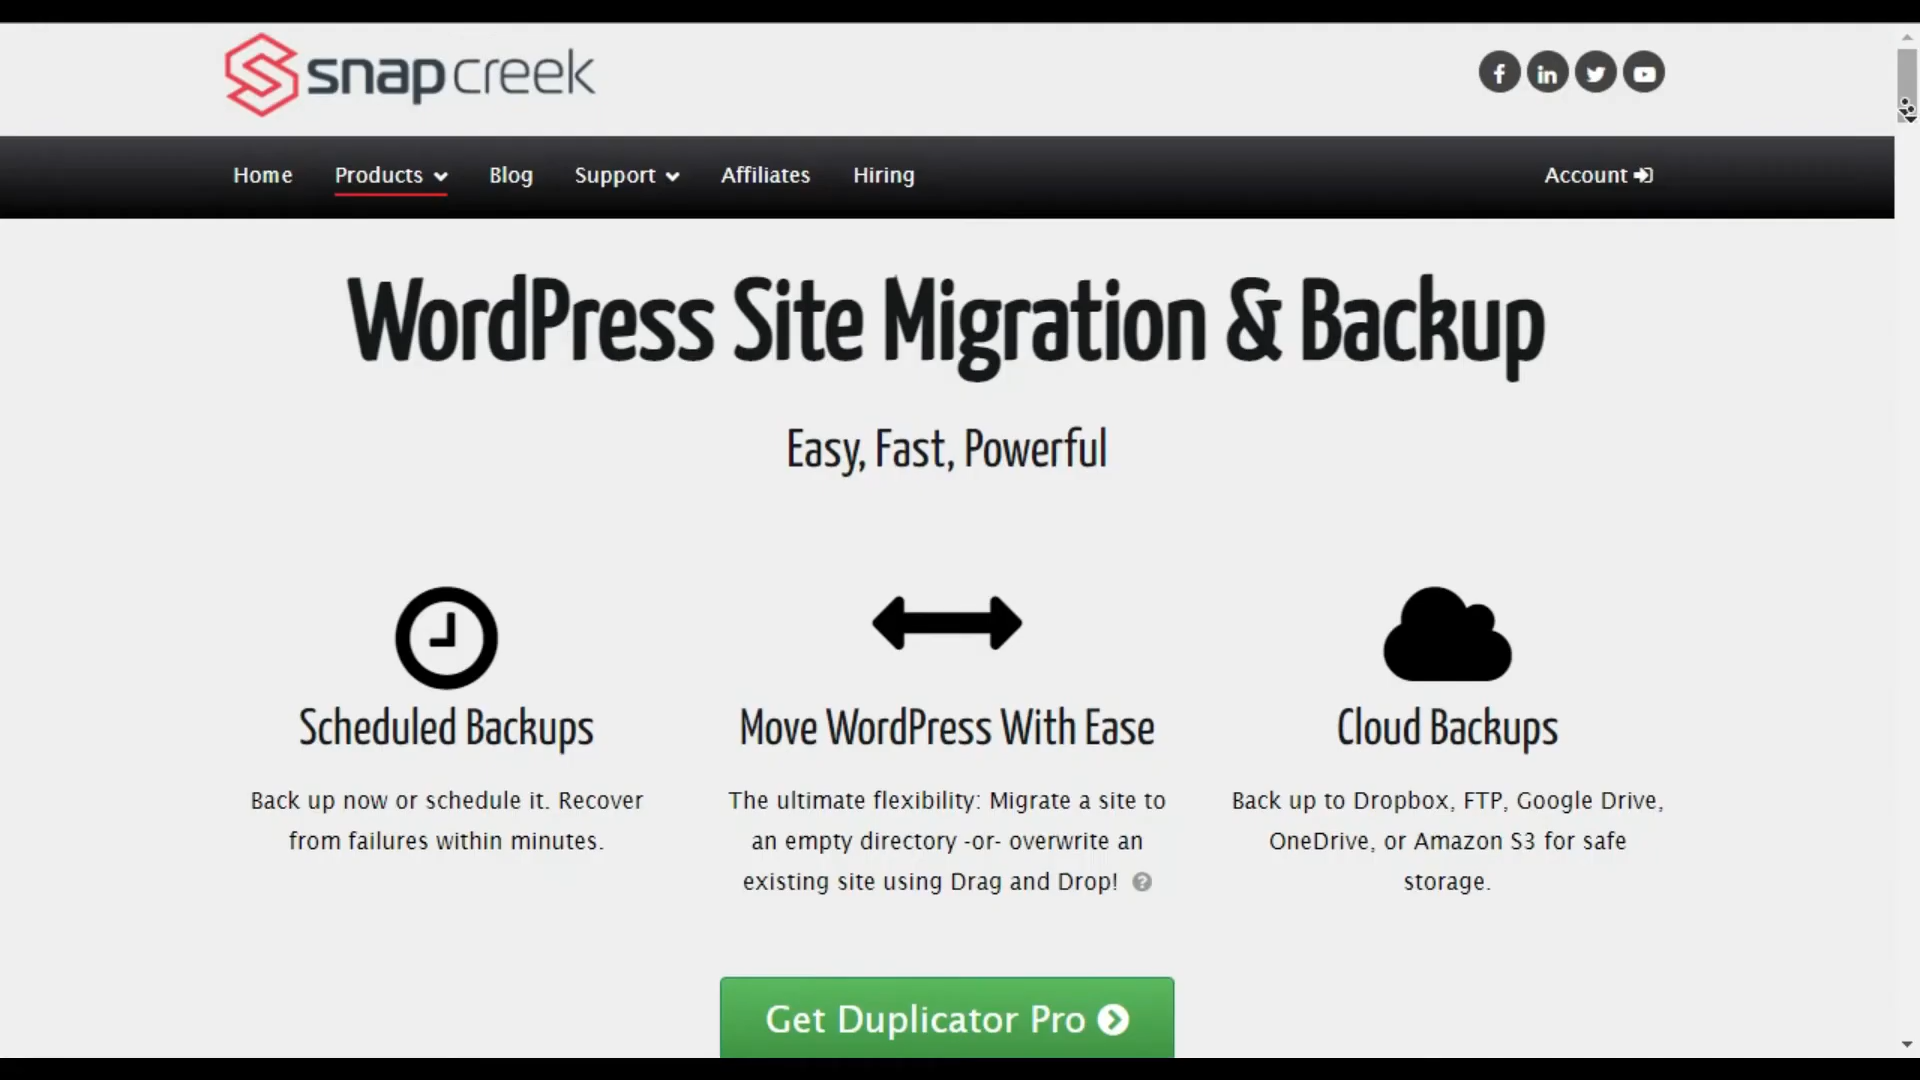 snap creek
Home Products Blog Support Affiliates Hiring Account
WordPress Site Migration & Backup
Easy, Fast, Powerful
Scheduled Backups
Back up now or schedule it. Recover
from failures within minutes.
Move WordPress With Ease
The ultimate flexibility: Migrate a site to
an empty directory -or- overwrite an
existing site using Drag and Drop!
Cloud Backups
Back up to Dropbox, FTP, Google Drive,
OneDrive, or Amazon S3 for safe
storage.
Get Duplicator Pro